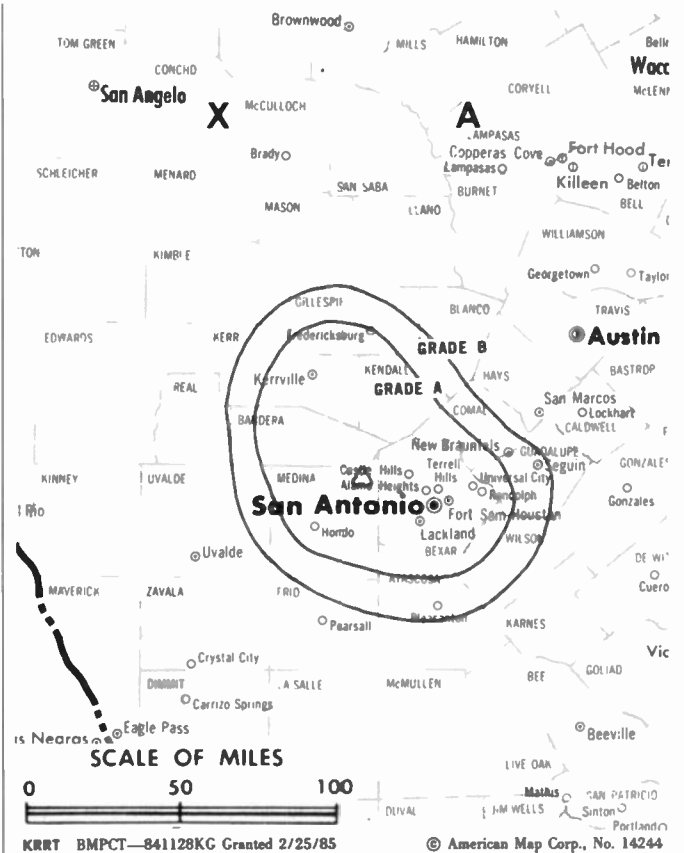 Brownwood
TOM GREEN
MILLS
HAMILTON
CONCHO
Waco
San Angelo
McCULLOCH
CORYELL
X
A
LAMPASAS
Brady
Copperas Cove
Fort Hood
Lampasas
SCHLEICHER
MENARD
SAN SABA
BURNET
Killeen
Belton
MASON
LLANO
BELL
WILLIAMSON
KIMBLE
Georgetown
Taylor
GILLESPIE
BLANCO
TRAVIS
EDWARDS
KERR
Fredericksburg
GRADE B
Austin
Kerrville
KENDALL
HAYS
BASTROP
REAL
GRADE A
San Marcos
BANDERA
COMAL
Lockhart
CALDWELL
New Braunfels
GUADALUPE
Castle Hills
Terrell
Hills
Seguin
GONZALES
KINNEY
UVALDE
MEDINA
Alamo Heights
Universal City
Randolph
Gonzales
San Antonio
Fort Sam Houston
Hondo
Lackland
WILSON
Uvalde
BEXAR
MAVERICK
ZAVALA
FRIO
ATASCOSA
Cuero
Pearsall
Pleasanton
KARNES
Crystal City
DIMMIT
LA SALLE
McMULLEN
BEE
GOLIAD
Carrizo Springs
Eagle Pass
Beeville
SCALE OF MILES
LIVE OAK
0 50 100
Mathis
SAN PATRICIO
DUVAL
JIM WELLS
Sinton
Portland
KRRT BMPCT—841128KG Granted 2/25/85
© American Map Corp., No. 14244